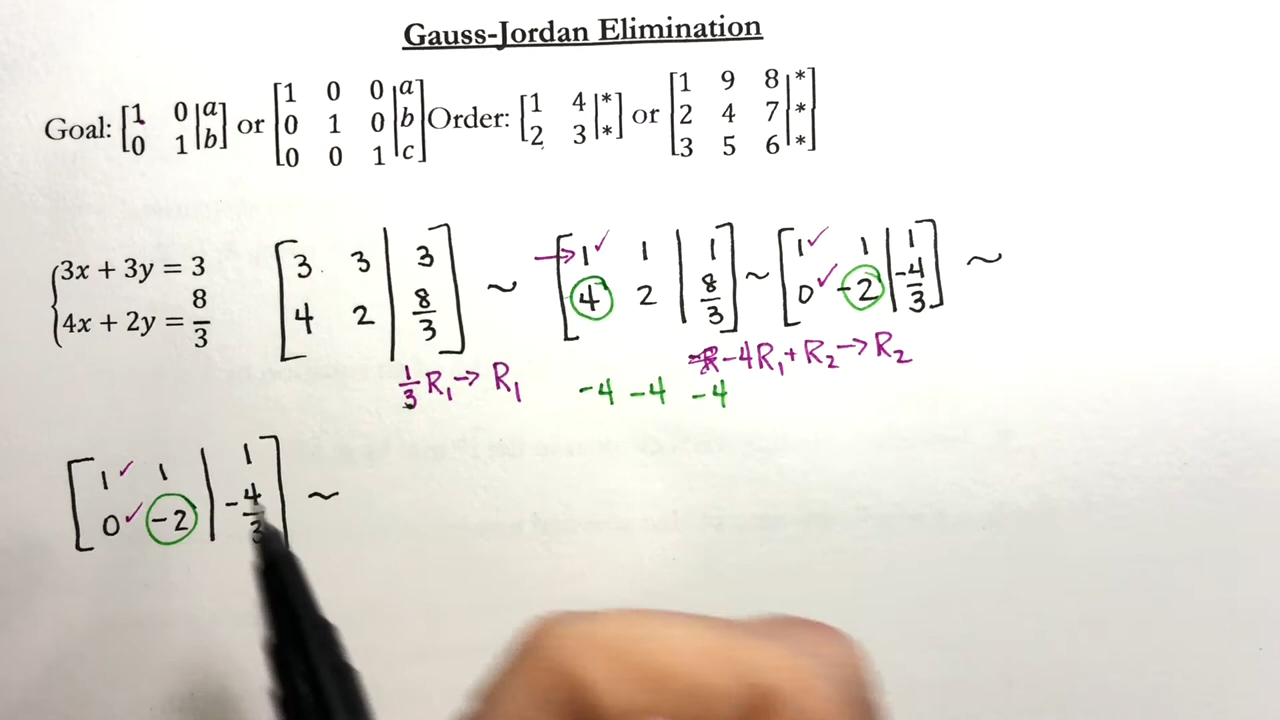 Gauss-Jordan Elimination
Goal: [1 0 | a] or [1 0 0 | a] Order: [1 4 | *] or [1 9 8 | *]
[0 1 | b] [0 1 0 | b] [2 3 | *] [2 4 7 | *]
[0 0 1 | c] [3 5 6 | *]
{3x + 3y = 3
4x + 2y = 8/3
[3 3 | 3] ~ → [1 ✓ 1 | 1] ~ [1 ✓ 1 | 1] ~
[4 2 | 8/3] [4 2 | 8/3] [0 ✓ -2 | -4/3]
1/3 R₁ → R₁
-4R₁ + R₂ → R₂
-4 -4 -4
[1 ✓ 1 | 1] ~
[0 ✓ -2 | -4/3]